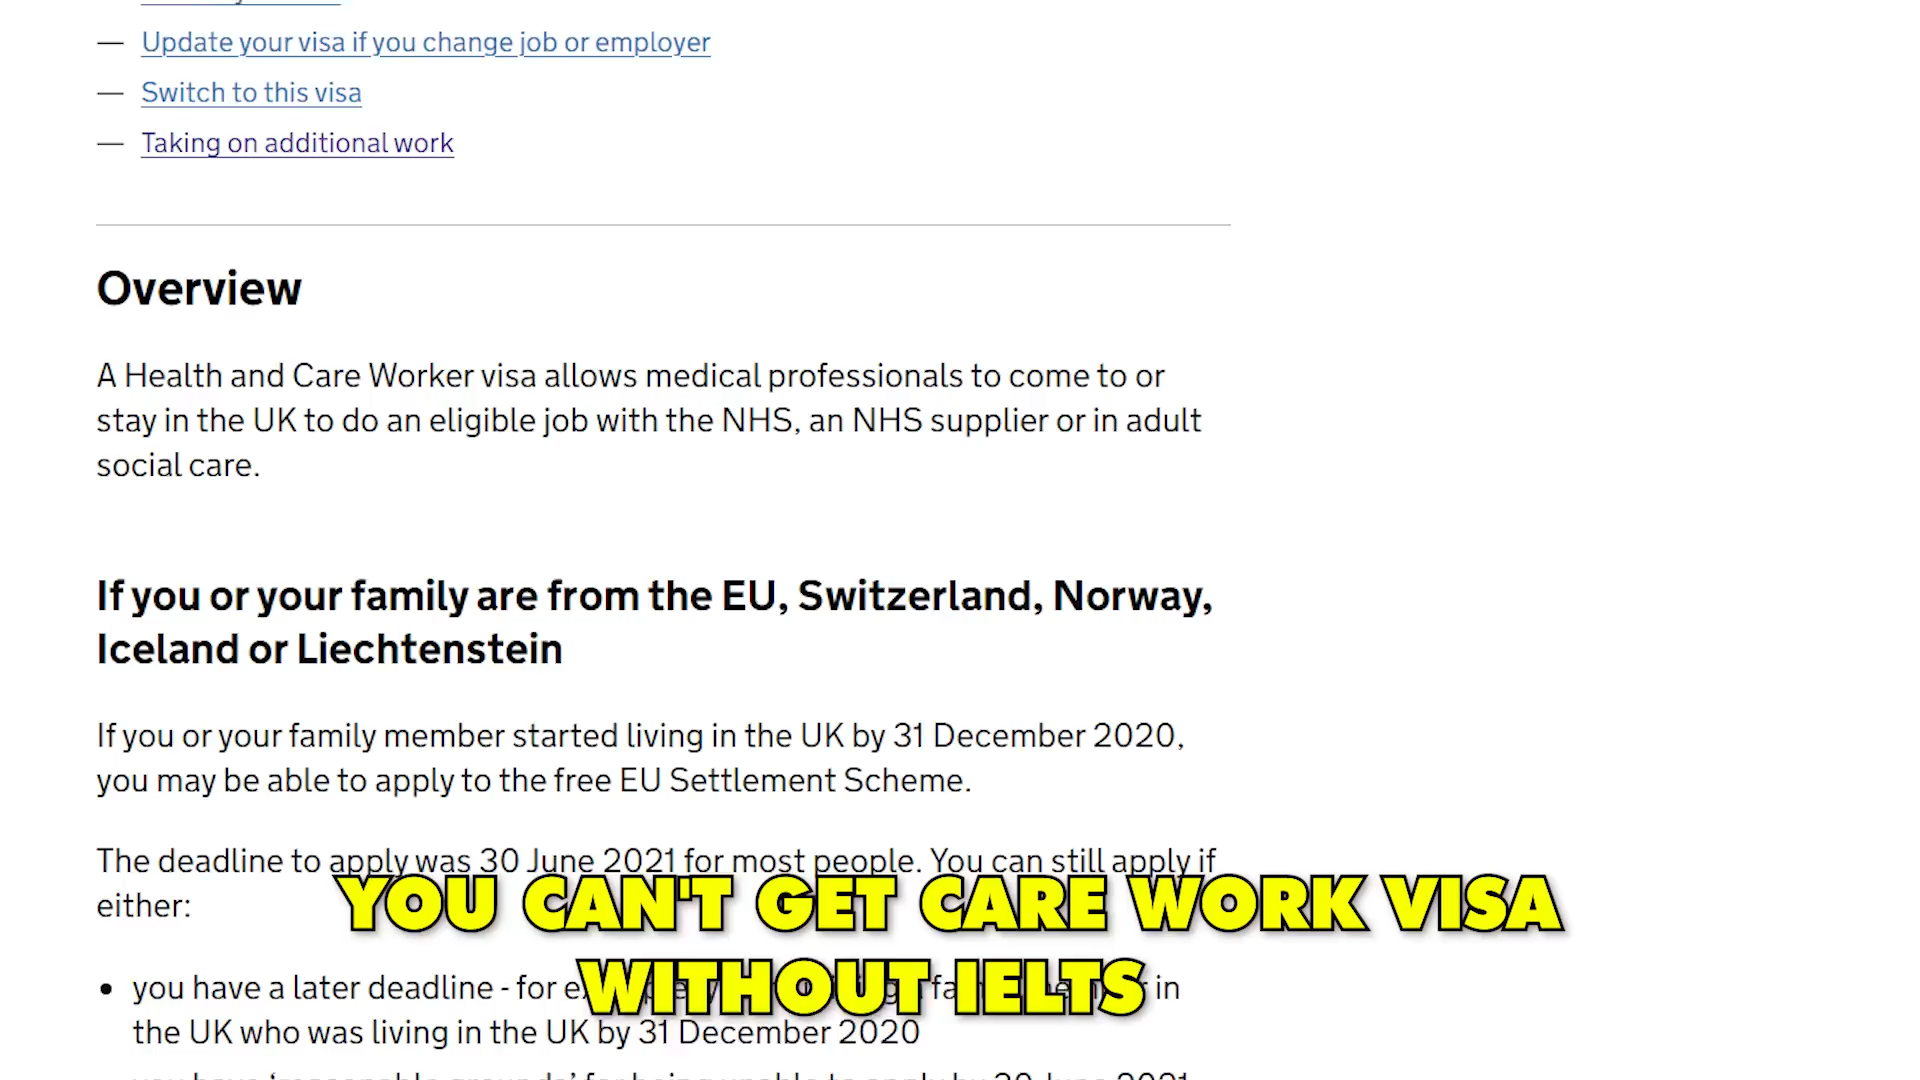 — Update your visa if you change job or employer
— Switch to this visa
— Taking on additional work
Overview
A Health and Care Worker visa allows medical professionals to come to or
stay in the UK to do an eligible job with the NHS, an NHS supplier or in adult
social care.
If you or your family are from the EU, Switzerland, Norway,
Iceland or Liechtenstein
If you or your family member started living in the UK by 31 December 2020,
you may be able to apply to the free EU Settlement Scheme.
The deadline to apply was 30 June 2021 for most people. You can still apply if
either:
YOU CAN'T GET CARE WORK VISA
WITHOUT IELTS
• you have a later deadline - for in
the UK who was living in the UK by 31 December 2020